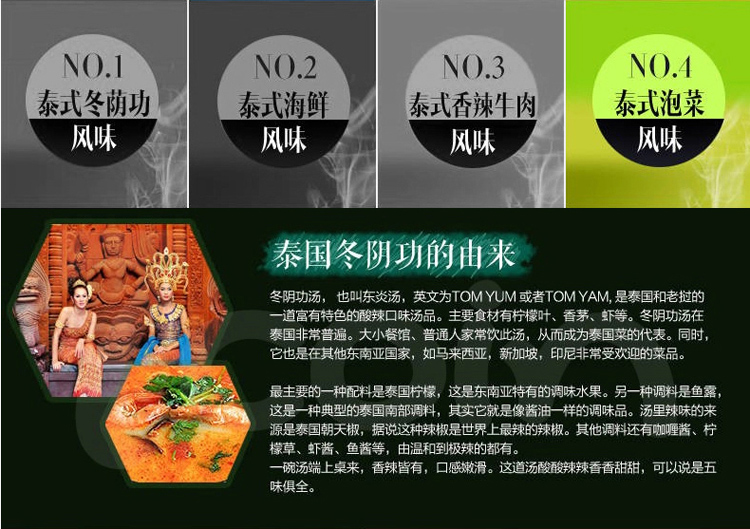 NO.1
泰式冬荫功
风味
NO.2
泰式海鲜
风味
NO.3
泰式香辣牛肉
风味
NO.4
泰式泡菜
风味
泰国冬阴功的由来
冬阴功汤， 也叫东炎汤，英文为TOM YUM 或者TOM YAM, 是泰国和老挝的
一道富有特色的酸辣口味汤品。主要食材有柠檬叶、香茅、虾等。冬阴功汤在
泰国非常普遍。大小餐馆、普通人家常饮此汤，从而成为泰国菜的代表。同时，
它也是在其他东南亚国家，如马来西亚，新加坡，印尼非常受欢迎的菜品。
最主要的一种配料是泰国柠檬，这是东南亚特有的调味水果。另一种调料是鱼露，
这是一种典型的泰国南部调料，其实它就是像酱油一样的调味品。汤里辣味的来
源是泰国朝天椒，据说这种辣椒是世界上最辣的辣椒。其他调料还有咖喱酱、柠
檬草、虾酱、鱼酱等，由温和到极辣的都有。
一碗汤端上桌来，香辣皆有，口感嫩滑。这道汤酸酸辣辣香香甜甜，可以说是五
味俱全。